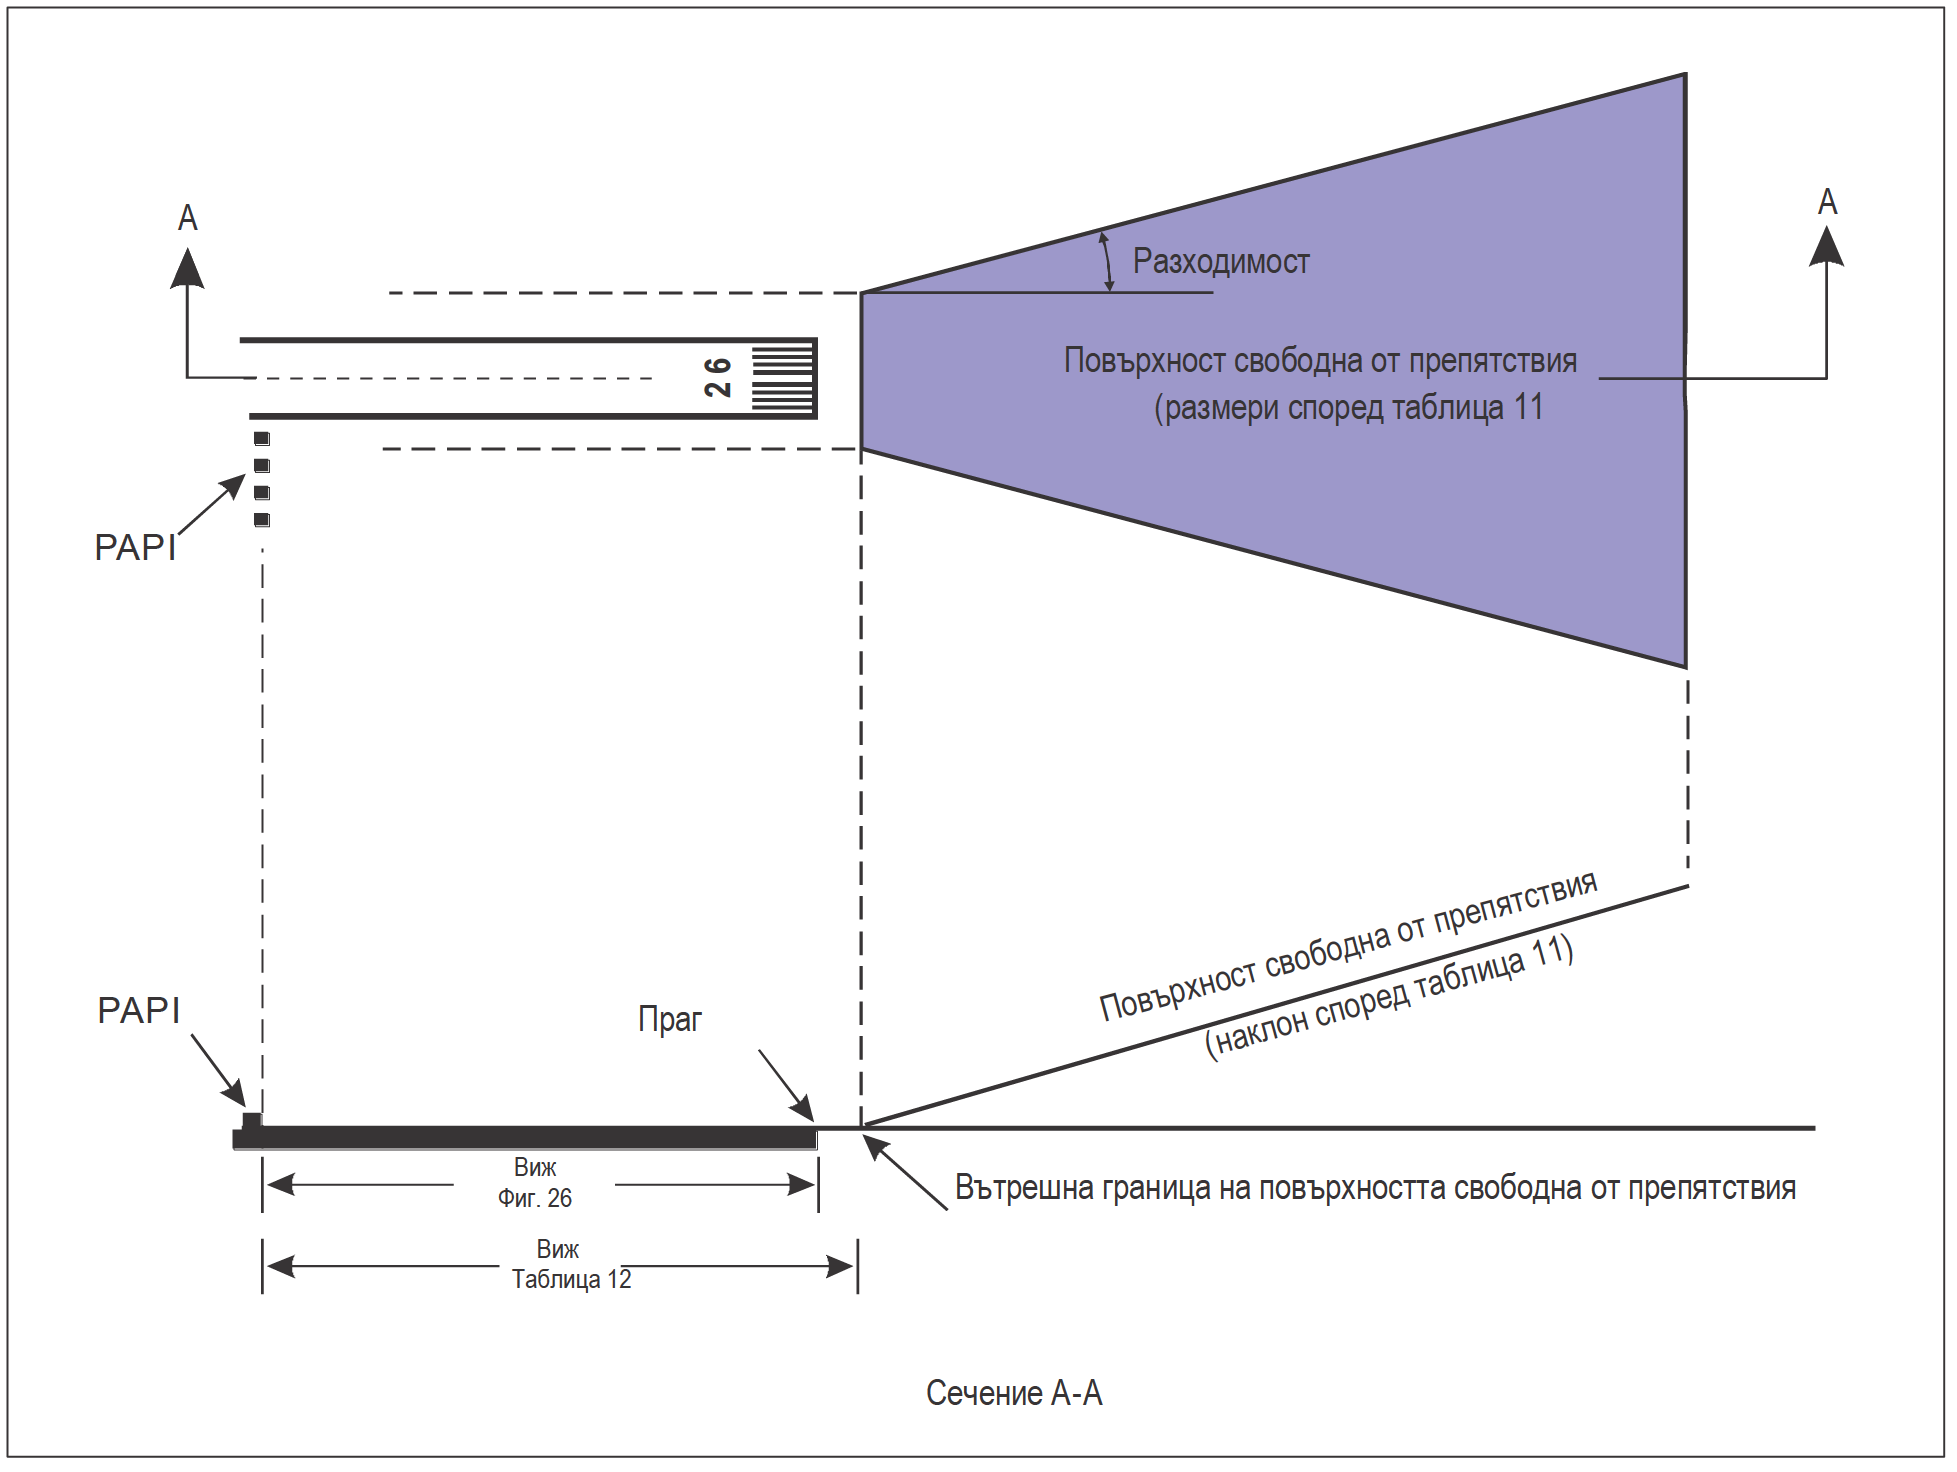 A
A
Разходимост
Повърхност свободна от препятствия
(размери според таблица 11
26
PAPI
Повърхност свободна от препятствия
(наклон според таблица 11)
PAPI
Праг
Виж
Фиг. 26
Вътрешна граница на повърхността свободна от препятствия
Виж
Таблица 12
Сечение А-А